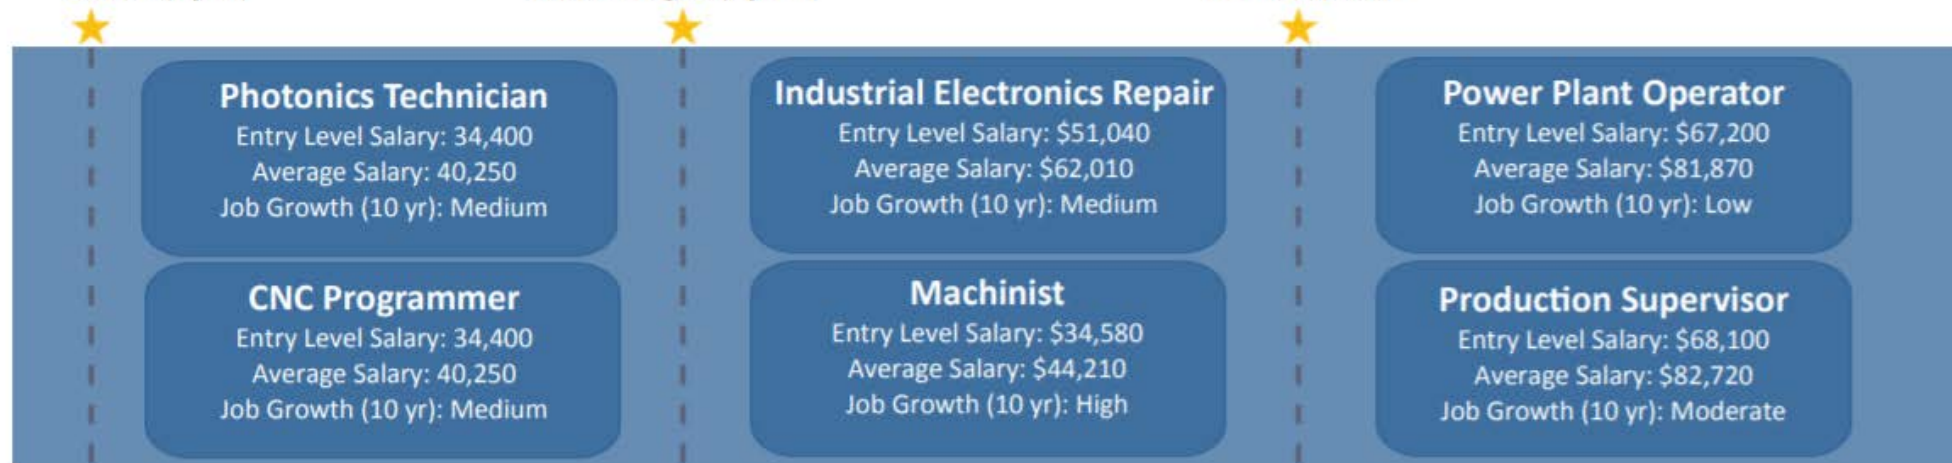 Photonics Technician
Entry Level Salary: 34,400
Average Salary: 40,250
Job Growth (10 yr): Medium
CNC Programmer
Entry Level Salary: 34,400
Average Salary: 40,250
Job Growth (10 yr): Medium
Industrial Electronics Repair
Entry Level Salary: $51,040
Average Salary: $62,010
Job Growth (10 yr): Medium
Machinist
Entry Level Salary: $34,580
Average Salary: $44,210
Job Growth (10 yr): High
Power Plant Operator
Entry Level Salary: $67,200
Average Salary: $81,870
Job Growth (10 yr): Low
Production Supervisor
Entry Level Salary: $68,100
Average Salary: $82,720
Job Growth (10 yr): Moderate